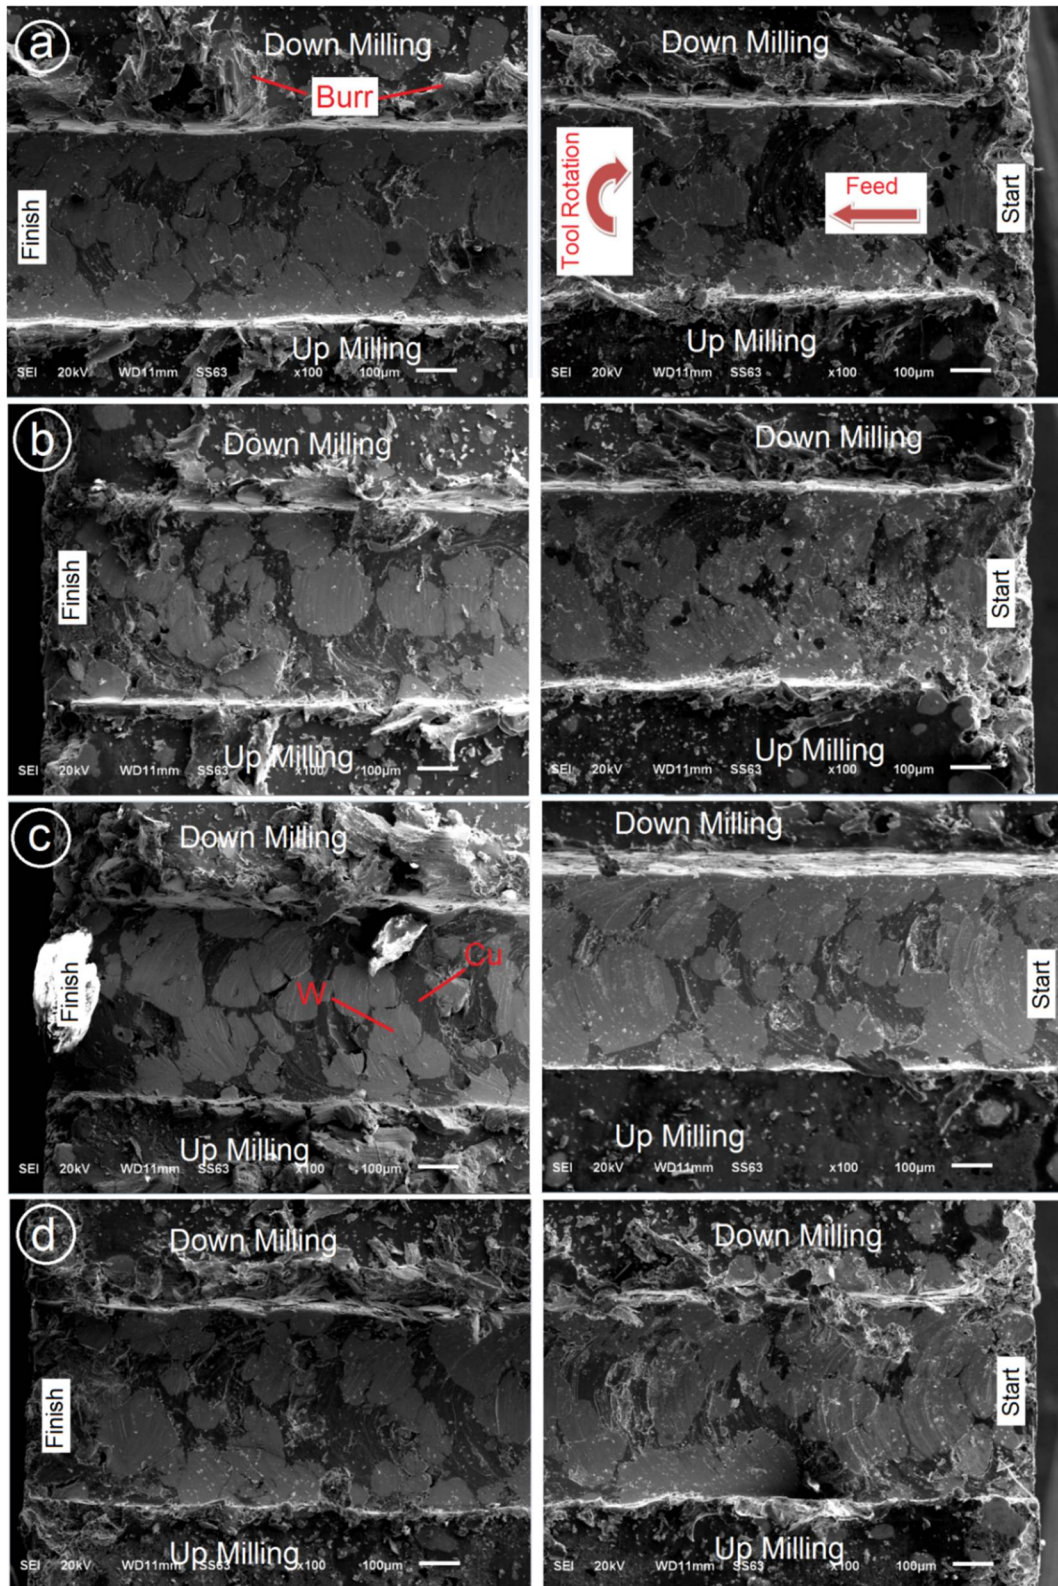 a
Down Milling
Burr
Finish
Up Milling
SEI 20kV WD11mm SS63 x100 100µm
Down Milling
Tool Rotation
Feed
Start
Up Milling
SEI 20kV WD11mm SS63 x100 100µm
b
Down Milling
Finish
Up Milling
SEI 20kV WD11mm SS63 x100 100µm
Down Milling
Start
Up Milling
SEI 20kV WD11mm SS63 x100 100µm
c
Down Milling
Finish
Cu
W
Up Milling
SEI 20kV WD11mm SS63 x100 100µm
Down Milling
Start
Up Milling
SEI 20kV WD11mm SS63 x100 100µm
d
Down Milling
Finish
Up Milling
SEI 20kV WD11mm SS63 x100 100µm
Down Milling
Start
Up Milling
SEI 20kV WD11mm SS63 x100 100µm